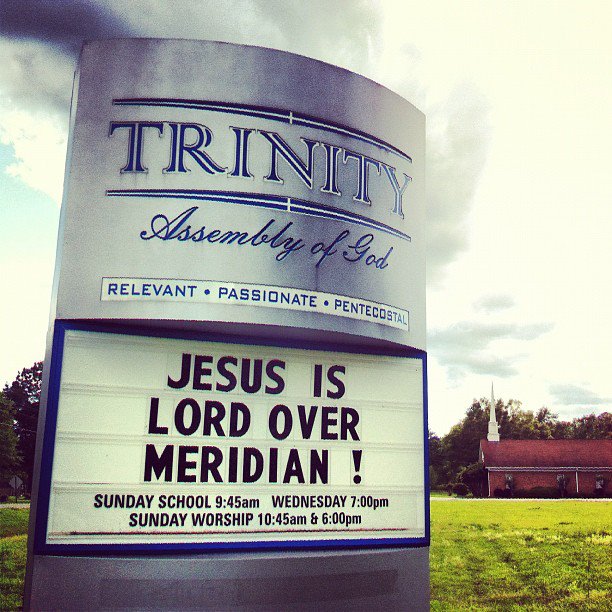 TRINITY
Assembly of God
RELEVANT • PASSIONATE • PENTECOSTAL
JESUS IS
LORD OVER
MERIDIAN !
SUNDAY SCHOOL 9:45am WEDNESDAY 7:00pm
SUNDAY WORSHIP 10:45am & 6:00pm